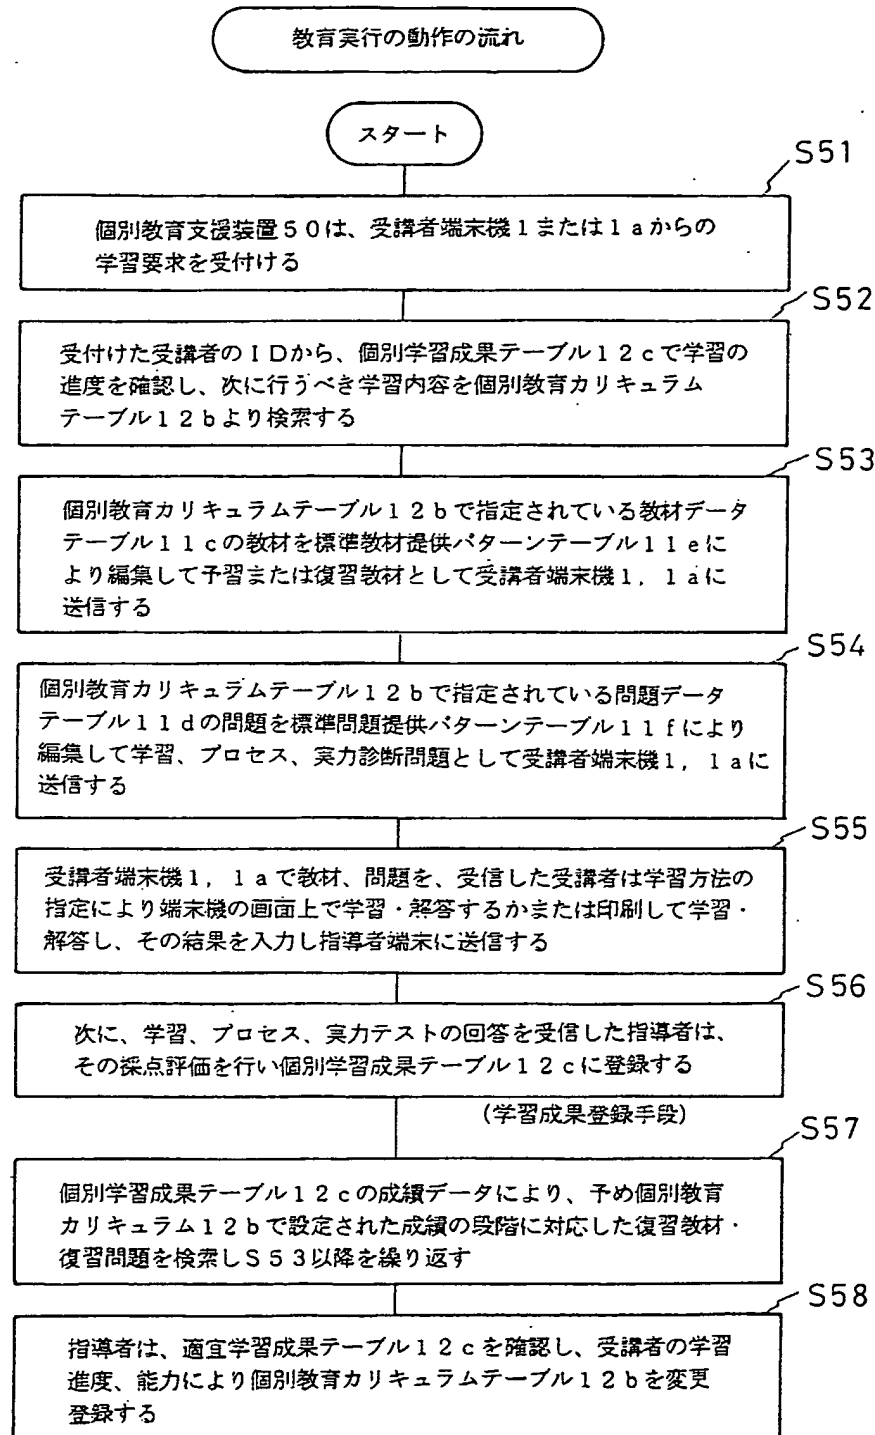 教育実行の動作の流れ
スタート
S51
個別教育支援装置50は、受講者端末機1または1aからの
学習要求を受付ける
S52
受付けた受講者のIDから、個別学習成果テーブル12cで学習の
進度を確認し、次に行うべき学習内容を個別教育カリキュラム
テーブル12bより検索する
S53
個別教育カリキュラムテーブル12bで指定されている教材データ
テーブル11cの教材を標準教材提供パターンテーブル11eに
より編集して予習または復習教材として受講者端末機1，1aに
送信する
S54
個別教育カリキュラムテーブル12bで指定されている問題データ
テーブル11dの問題を標準問題提供パターンテーブル11fにより
編集して学習、プロセス、実力診断問題として受講者端末機1，1aに
送信する
S55
受講者端末機1，1aで教材、問題を、受信した受講者は学習方法の
指定により端末機の画面上で学習・解答するかまたは印刷して学習・
解答し、その結果を入力し指導者端末に送信する
S56
次に、学習、プロセス、実力テストの回答を受信した指導者は、
その採点評価を行い個別学習成果テーブル12cに登録する
(学習成果登録手段)
S57
個別学習成果テーブル12cの成績データにより、予め個別教育
カリキュラム12bで設定された成績の段階に対応した復習教材・
復習問題を検索しS53以降を繰り返す
S58
指導者は、適宜学習成果テーブル12cを確認し、受講者の学習
進度、能力により個別教育カリキュラムテーブル12bを変更
登録する